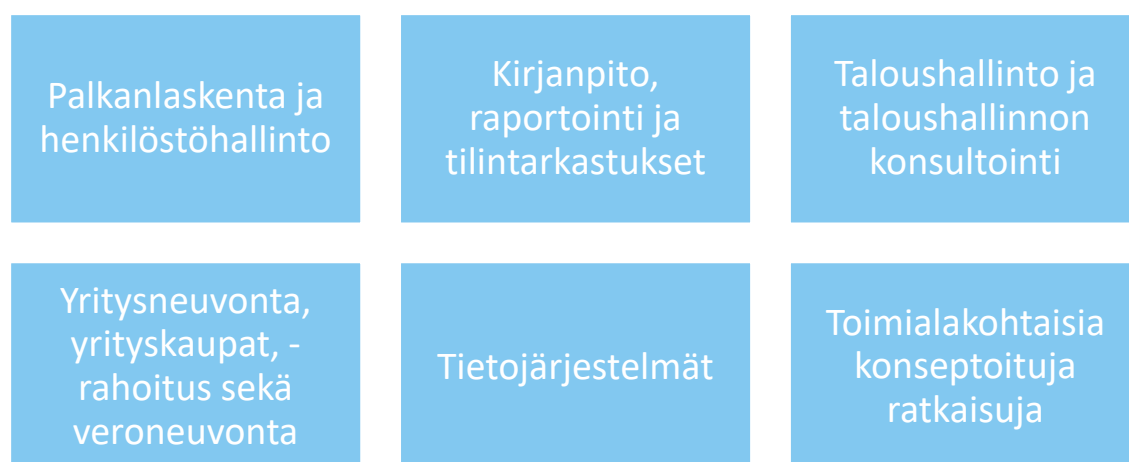 Palkanlaskenta ja
henkilöstöhallinto
Kirjanpito,
raportointi ja
tilintarkastukset
Taloushallinto ja
taloushallinnon
konsultointi
Yritysneuvonta,
yrityskaupat, -
rahoitus sekä
veroneuvonta
Tietojärjestelmät
Toimialakohtaisia
konseptoituja
ratkaisuja